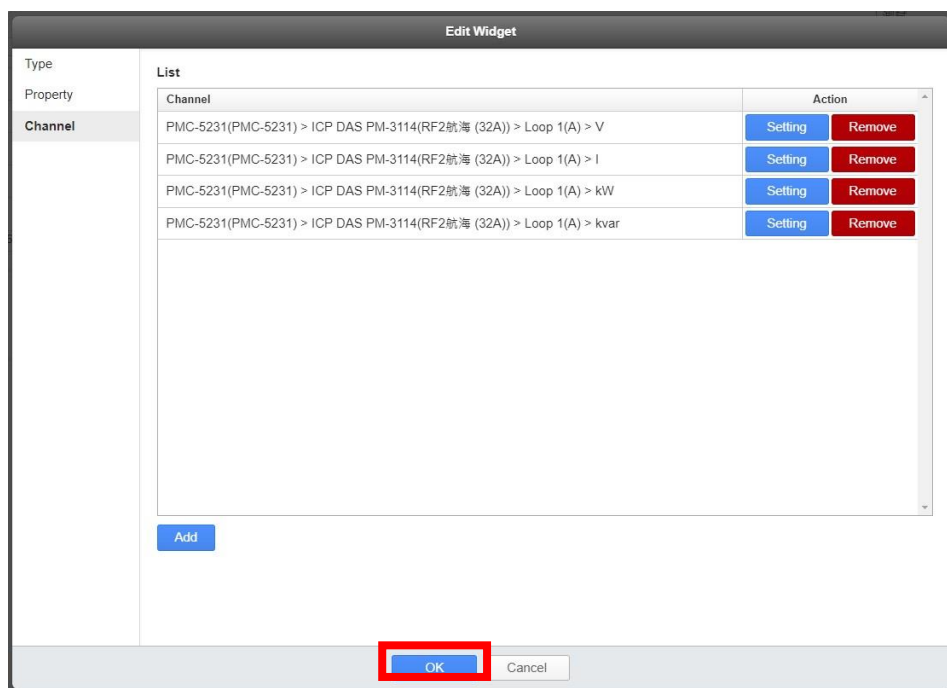 Edit Widget
Type
Property
Channel
List
Channel Action
PMC-5231(PMC-5231) > ICP DAS PM-3114(RF2航海 (32A)) > Loop 1(A) > V Setting Remove
PMC-5231(PMC-5231) > ICP DAS PM-3114(RF2航海 (32A)) > Loop 1(A) > I Setting Remove
PMC-5231(PMC-5231) > ICP DAS PM-3114(RF2航海 (32A)) > Loop 1(A) > kW Setting Remove
PMC-5231(PMC-5231) > ICP DAS PM-3114(RF2航海 (32A)) > Loop 1(A) > kvar Setting Remove
Add
OK Cancel